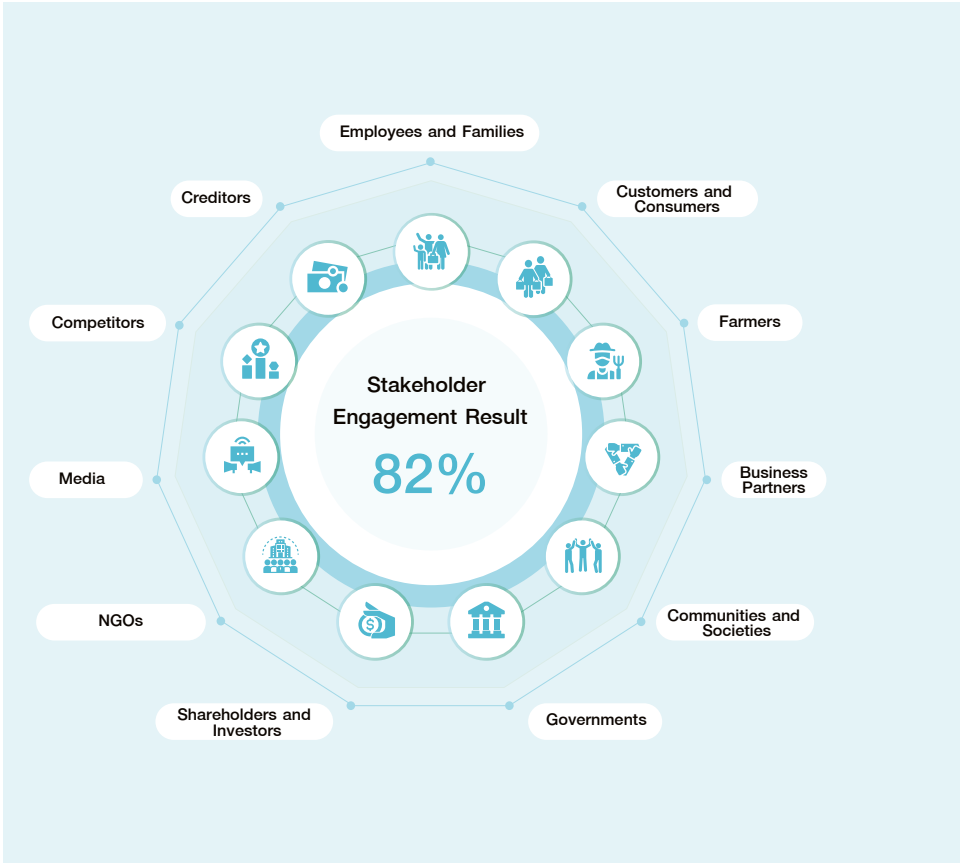 Employees and Families
Creditors
Customers and
Consumers
Competitors
Farmers
Stakeholder
Engagement Result
82%
Media
Business
Partners
NGOs
Communities and
Societies
Shareholders and
Investors
Governments